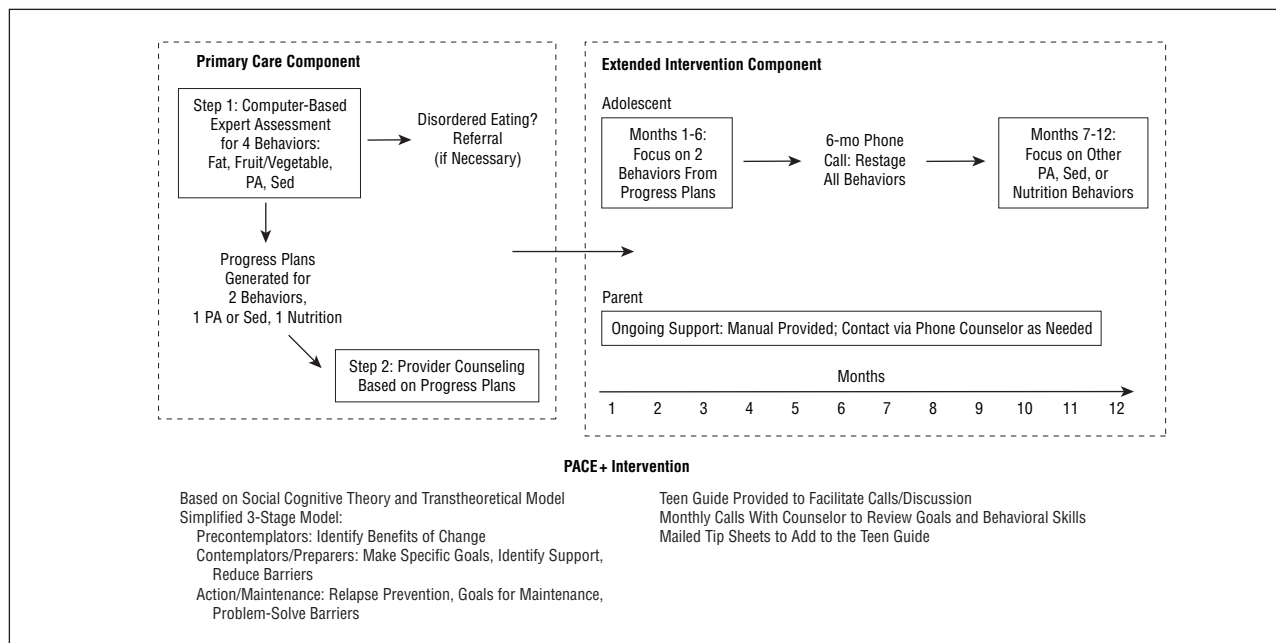 Primary Care Component
Step 1: Computer-Based
Expert Assessment
for 4 Behaviors:
Fat, Fruit/Vegetable,
PA, Sed
Disordered Eating?
Referral
(if Necessary)
Progress Plans
Generated for
2 Behaviors,
1 PA or Sed, 1 Nutrition
Step 2: Provider Counseling
Based on Progress Plans
Extended Intervention Component
Adolescent
Months 1-6:
Focus on 2
Behaviors From
Progress Plans
6-mo Phone
Call: Restage
All Behaviors
Months 7-12:
Focus on Other
PA, Sed, or
Nutrition Behaviors
Parent
Ongoing Support: Manual Provided; Contact via Phone Counselor as Needed
Months
1 2 3 4 5 6 7 8 9 10 11 12
PACE+ Intervention
Based on Social Cognitive Theory and Transtheoretical Model
Simplified 3-Stage Model:
Precontemplators: Identify Benefits of Change
Contemplators/Preparers: Make Specific Goals, Identify Support,
Reduce Barriers
Action/Maintenance: Relapse Prevention, Goals for Maintenance,
Problem-Solve Barriers
Teen Guide Provided to Facilitate Calls/Discussion
Monthly Calls With Counselor to Review Goals and Behavioral Skills
Mailed Tip Sheets to Add to the Teen Guide